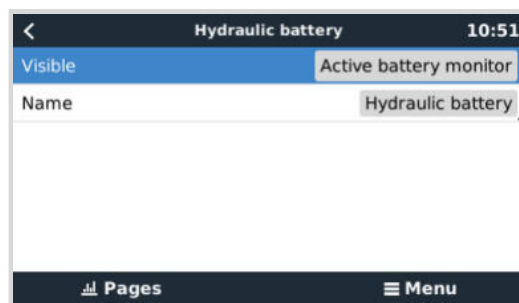 Hydraulic battery 10:51
Visible Active battery monitor
Name Hydraulic battery
Pages Menu